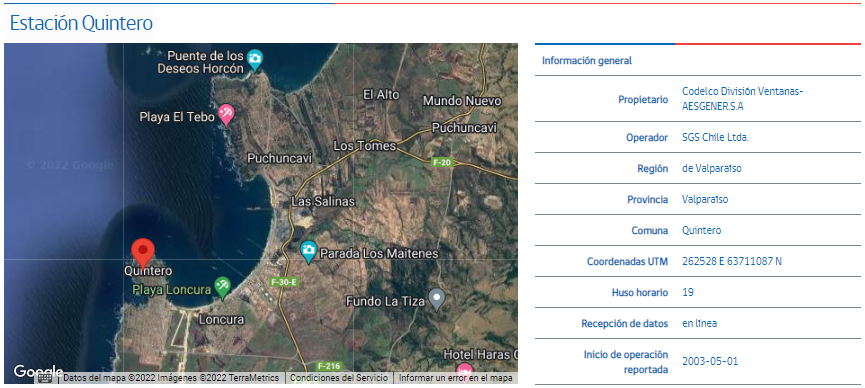 Estación Quintero
Puente de los
Deseos Horcón
El Alto
Mundo Nuevo
Playa El Tebo
Puchuncaví
Los Tomes
Puchuncaví
F-20
© 2022 Google
Las Salinas
Parada Los Maitenes
Quintero
Playa Loncura
F-30-E
Fundo La Tiza
Loncura
Hotel Haras C
F-216
Google
Datos del mapa ©2022 Imágenes ©2022 TerraMetrics
Condiciones del Servicio
Informar un error en el mapa
Información general
Propietario
Codelco División Ventanas-
AESGENER.S.A
Operador
SGS Chile Ltda.
Región
de Valparaíso
Provincia
Valparaíso
Comuna
Quintero
Coordenadas UTM
262528 E 63711087 N
Huso horario
19
Recepción de datos
en línea
Inicio de operación
reportada
2003-05-01